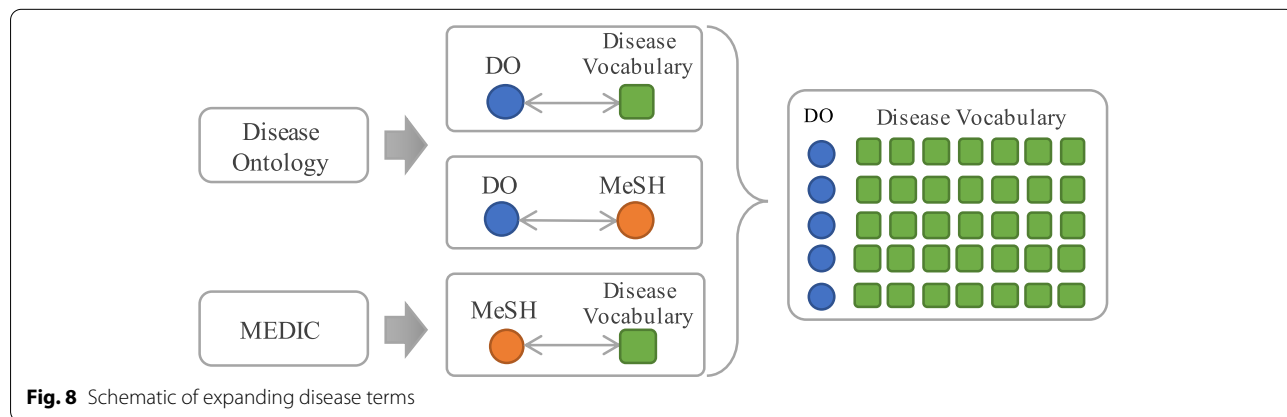 Disease
Ontology
MEDIC
DO
Disease
Vocabulary
DO
MeSH
MeSH
Disease
Vocabulary
DO
Disease Vocabulary
Fig. 8 Schematic of expanding disease terms